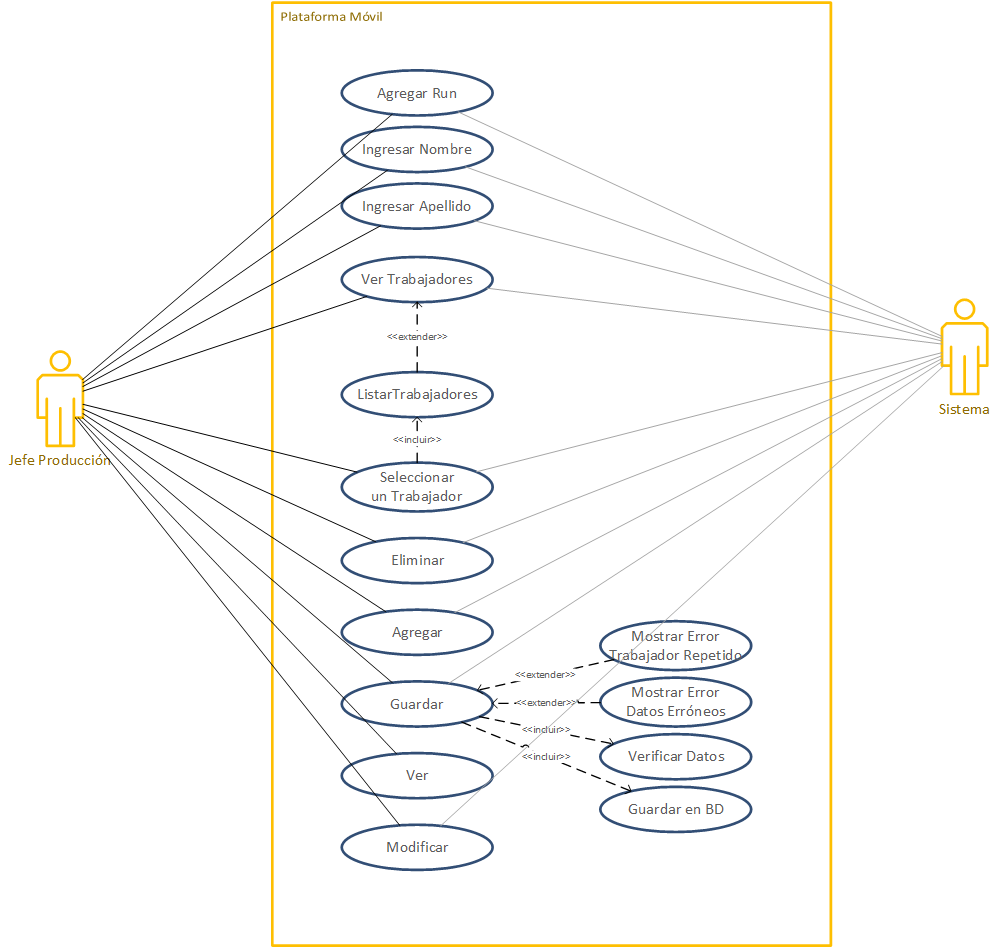 Plataforma Móvil
Agregar Run
Ingresar Nombre
Ingresar Apellido
Ver Trabajadores
<<extender>>
ListarTrabajadores
<<incluir>>
Seleccionar
un Trabajador
Eliminar
Agregar
Guardar
Ver
Modificar
Mostrar Error
Trabajador Repetido
<<extender>>
Mostrar Error
Datos Erróneos
<<extender>>
Verificar Datos
<<incluir>>
Guardar en BD
<<incluir>>
Jefe Producción
Sistema